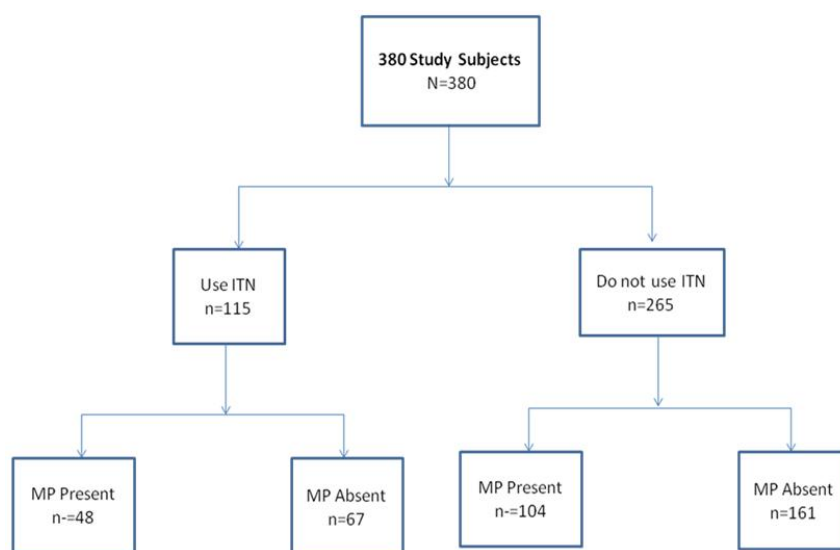 380 Study Subjects
N=380
Use ITN
n=115
Do not use ITN
n=265
MP Present
n-=48
MP Absent
n=67
MP Present
n-=104
MP Absent
n=161